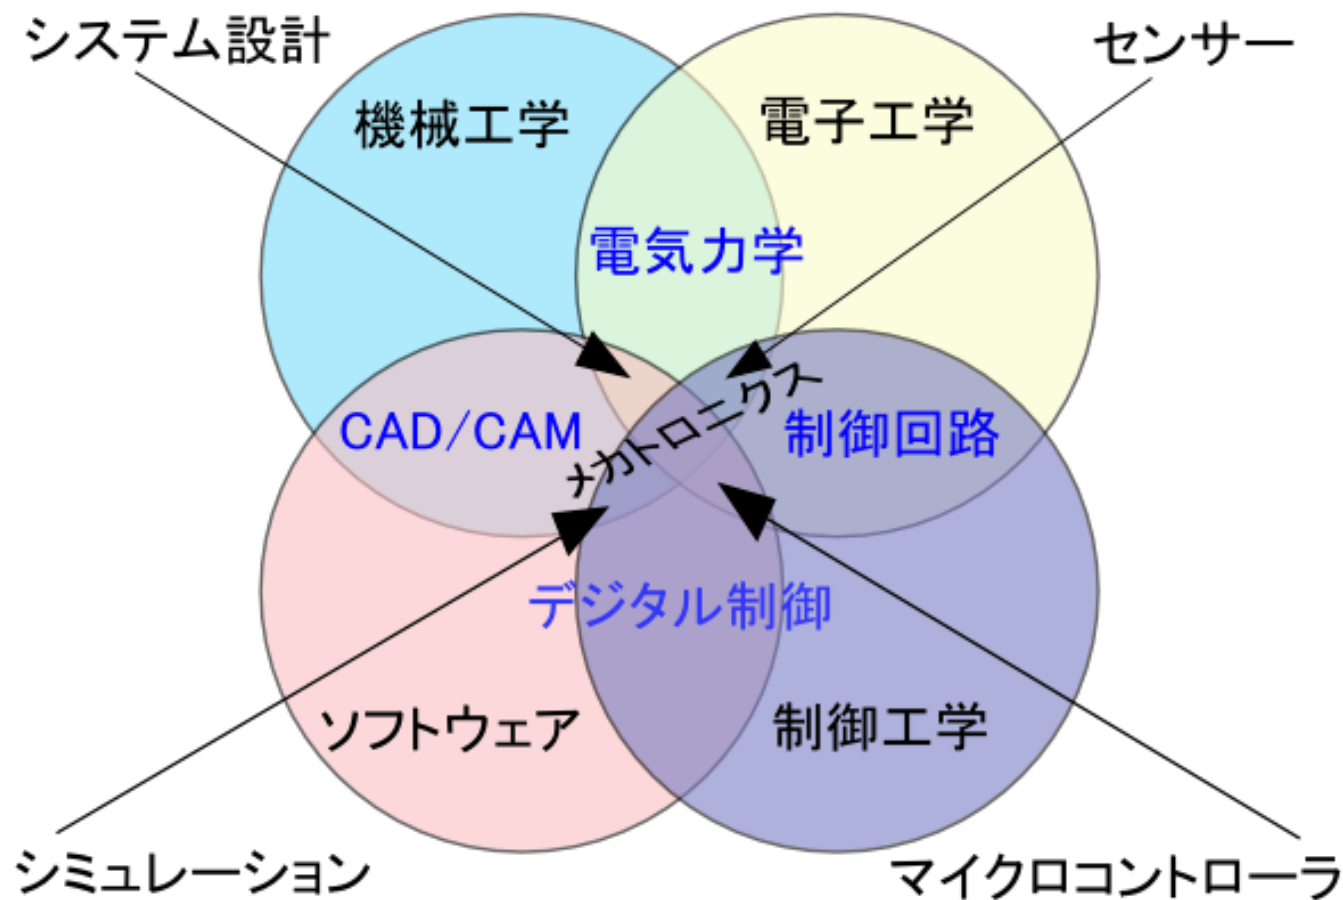 システム設計
センサー
機械工学
電子工学
電気力学
メカトロニクス
CAD/CAM
制御回路
デジタル制御
ソフトウェア
制御工学
シミュレーション
マイクロコントローラ